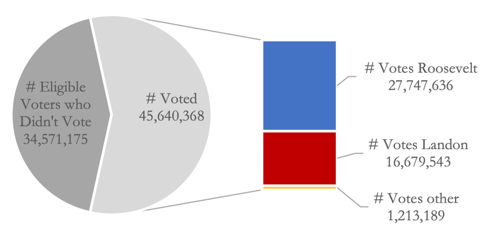 # Eligible
Voters who
Didn't Vote
34,571,175
# Voted
45,640,368
# Votes Roosevelt
27,747,636
# Votes Landon
16,679,543
# Votes other
1,213,189